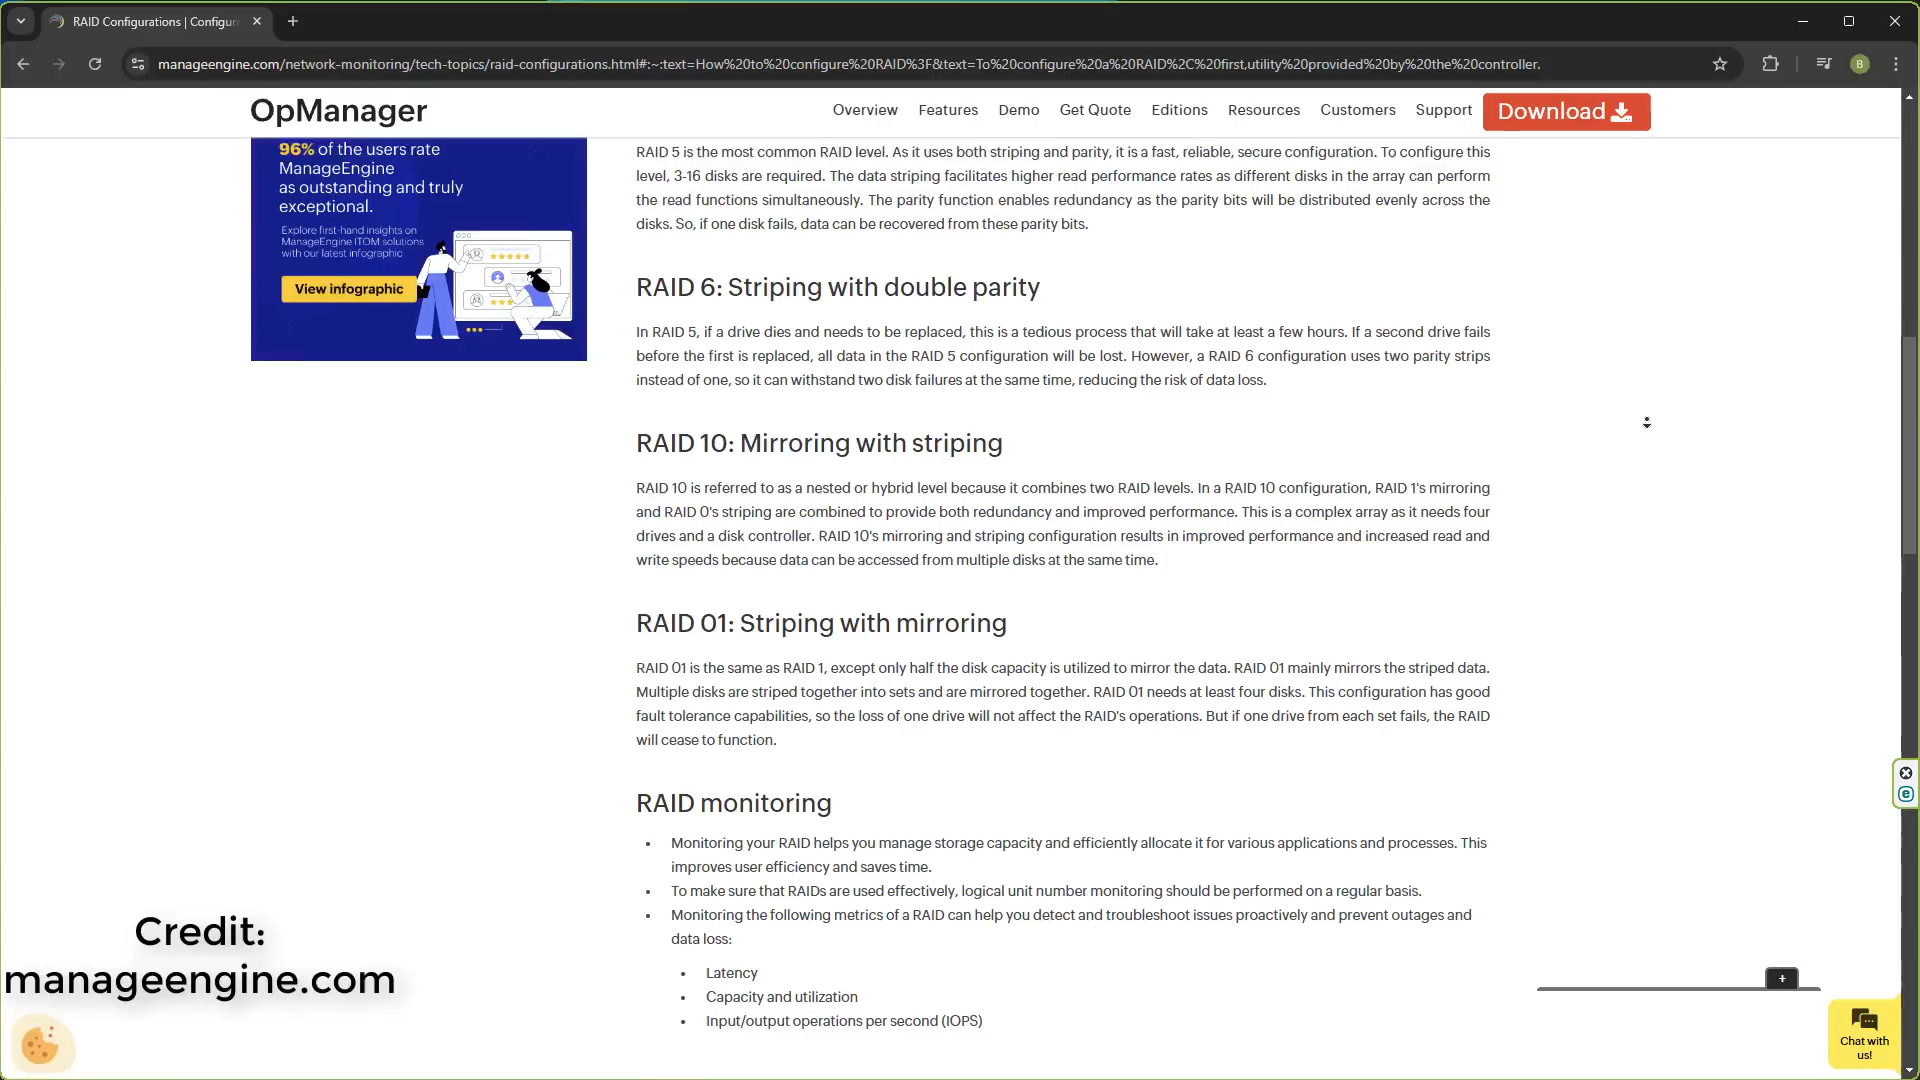 RAID Configurations | Configur
manageengine.com/network-monitoring/tech-topics/raid-configurations.html#:~:text=How%20to%20configure%20RAID%3F&text=To%20configure%20a%20RAID%2C%20first,utility%20provided%20by%20the%20controller.
B
OpManager
Overview Features Demo Get Quote Editions Resources Customers Support Download
96% of the users rate
ManageEngine
as outstanding and truly
exceptional.
Explore first-hand insights on
ManageEngine ITOM solutions
with our latest infographic
View infographic
RAID 5 is the most common RAID level. As it uses both striping and parity, it is a fast, reliable, secure configuration. To configure this
level, 3-16 disks are required. The data striping facilitates higher read performance rates as different disks in the array can perform
the read functions simultaneously. The parity function enables redundancy as the parity bits will be distributed evenly across the
disks. So, if one disk fails, data can be recovered from these parity bits.
RAID 6: Striping with double parity
In RAID 5, if a drive dies and needs to be replaced, this is a tedious process that will take at least a few hours. If a second drive fails
before the first is replaced, all data in the RAID 5 configuration will be lost. However, a RAID 6 configuration uses two parity strips
instead of one, so it can withstand two disk failures at the same time, reducing the risk of data loss.
RAID 10: Mirroring with striping
RAID 10 is referred to as a nested or hybrid level because it combines two RAID levels. In a RAID 10 configuration, RAID 1's mirroring
and RAID 0's striping are combined to provide both redundancy and improved performance. This is a complex array as it needs four
drives and a disk controller. RAID 10's mirroring and striping configuration results in improved performance and increased read and
write speeds because data can be accessed from multiple disks at the same time.
RAID 01: Striping with mirroring
RAID 01 is the same as RAID 1, except only half the disk capacity is utilized to mirror the data. RAID 01 mainly mirrors the striped data.
Multiple disks are striped together into sets and are mirrored together. RAID 01 needs at least four disks. This configuration has good
fault tolerance capabilities, so the loss of one drive will not affect the RAID's operations. But if one drive from each set fails, the RAID
will cease to function.
RAID monitoring
• Monitoring your RAID helps you manage storage capacity and efficiently allocate it for various applications and processes. This
improves user efficiency and saves time.
• To make sure that RAIDs are used effectively, logical unit number monitoring should be performed on a regular basis.
• Monitoring the following metrics of a RAID can help you detect and troubleshoot issues proactively and prevent outages and
data loss:
• Latency
• Capacity and utilization
• Input/output operations per second (IOPS)
Credit:
manageengine.com
Chat with
us!